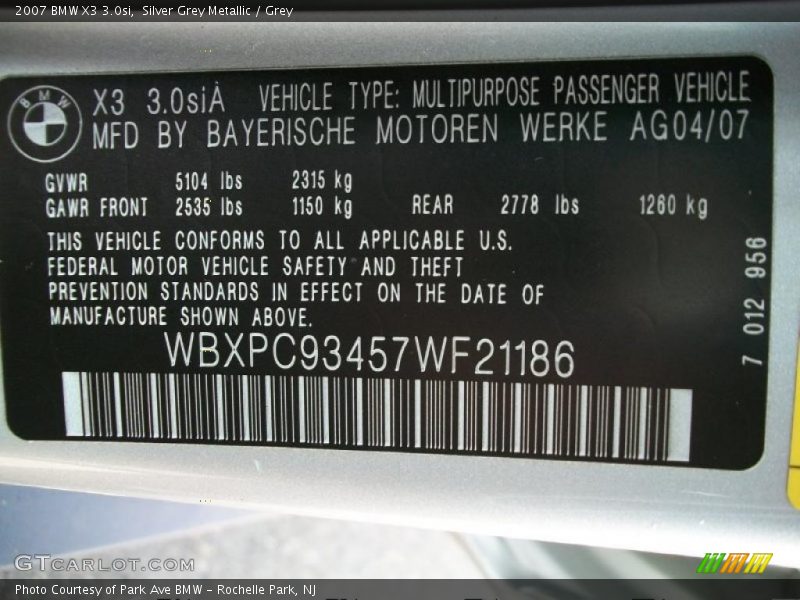 2007 BMW X3 3.0si, Silver Grey Metallic / Grey
BMW
X3 3.0siÀ VEHICLE TYPE: MULTIPURPOSE PASSENGER VEHICLE
MFD BY BAYERISCHE MOTOREN WERKE AG04/07
GVWR 5104 lbs 2315 kg
GAWR FRONT 2535 lbs 1150 kg REAR 2778 lbs 1260 kg
THIS VEHICLE CONFORMS TO ALL APPLICABLE U.S.
FEDERAL MOTOR VEHICLE SAFETY AND THEFT
PREVENTION STANDARDS IN EFFECT ON THE DATE OF
MANUFACTURE SHOWN ABOVE.
WBXPC93457WF21186
7 012 956
GTCARLOT.COM
Photo Courtesy of Park Ave BMW - Rochelle Park, NJ